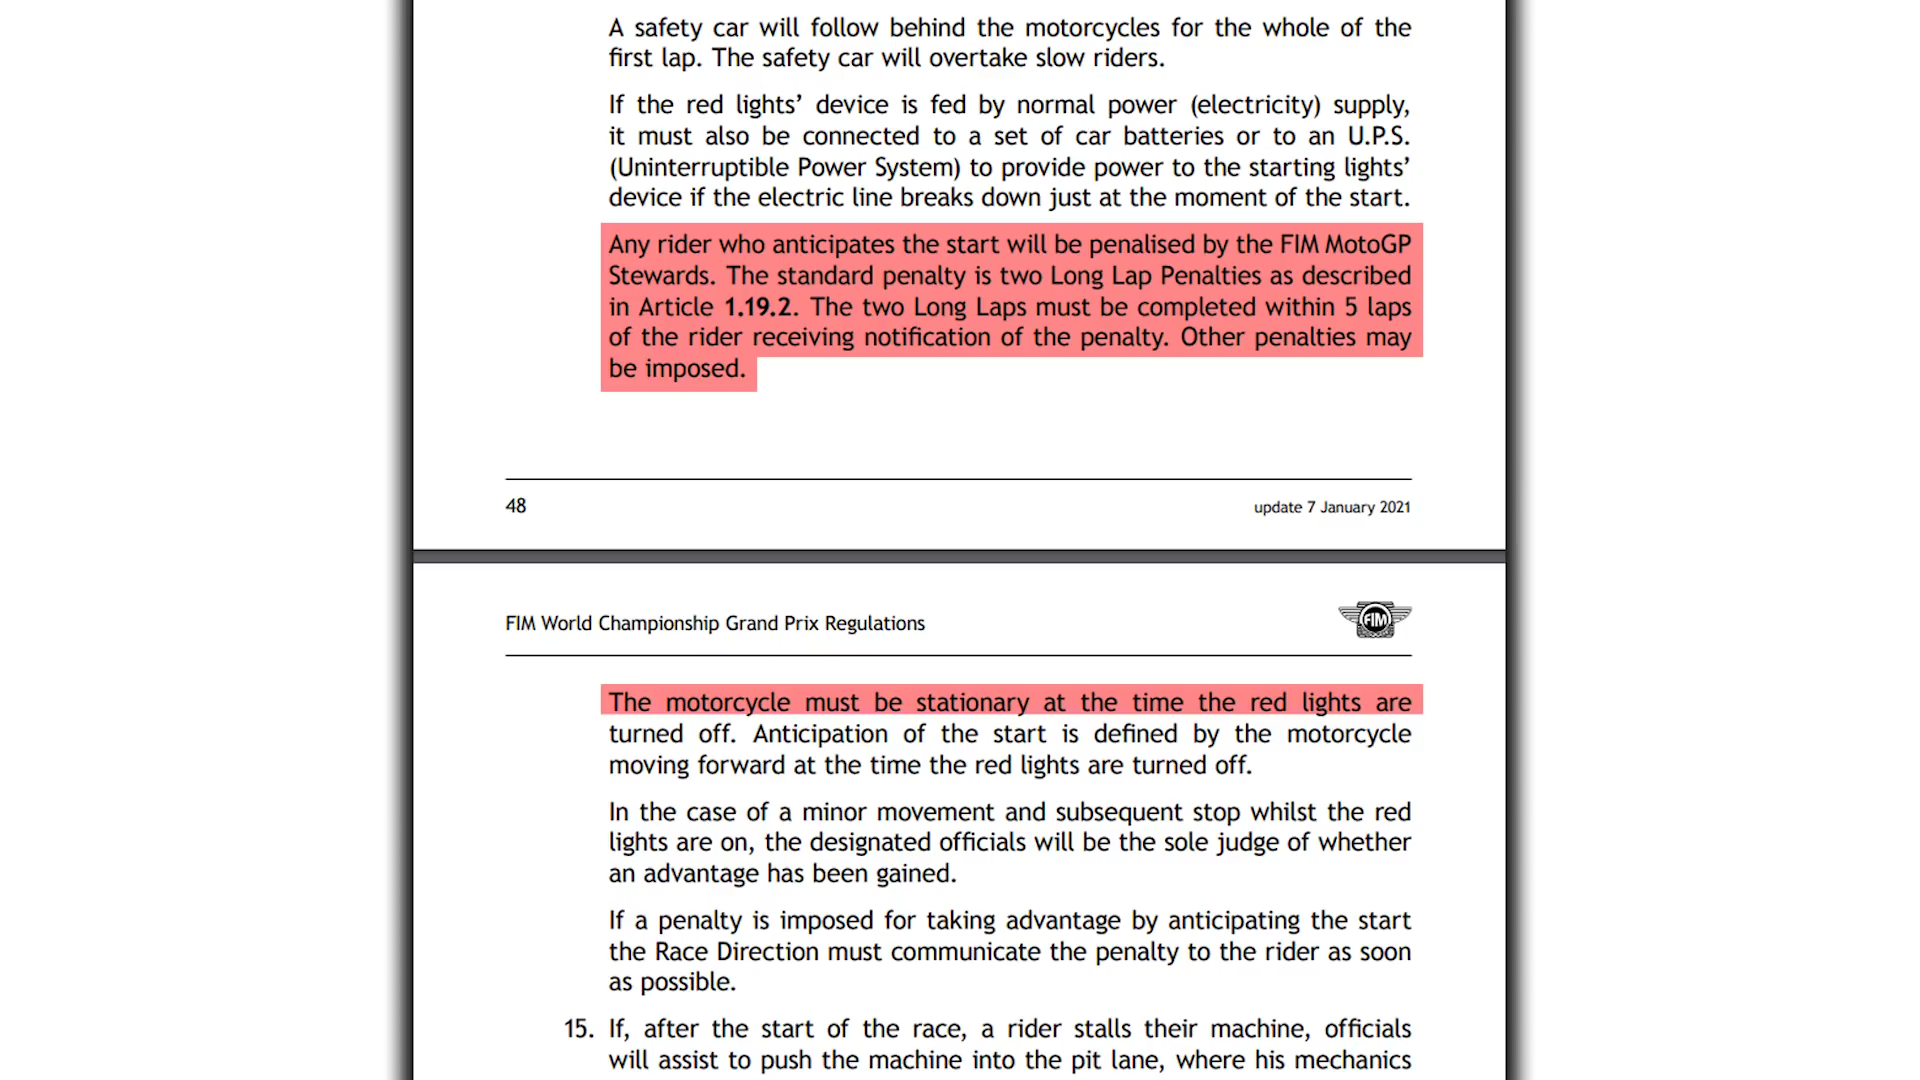 A safety car will follow behind the motorcycles for the whole of the
first lap. The safety car will overtake slow riders.
If the red lights’ device is fed by normal power (electricity) supply,
it must also be connected to a set of car batteries or to an U.P.S.
(Uninterruptible Power System) to provide power to the starting lights’
device if the electric line breaks down just at the moment of the start.
Any rider who anticipates the start will be penalised by the FIM MotoGP
Stewards. The standard penalty is two Long Lap Penalties as described
in Article 1.19.2. The two Long Laps must be completed within 5 laps
of the rider receiving notification of the penalty. Other penalties may
be imposed.
48
update 7 January 2021
FIM World Championship Grand Prix Regulations
FIM
The motorcycle must be stationary at the time the red lights are
turned off. Anticipation of the start is defined by the motorcycle
moving forward at the time the red lights are turned off.
In the case of a minor movement and subsequent stop whilst the red
lights are on, the designated officials will be the sole judge of whether
an advantage has been gained.
If a penalty is imposed for taking advantage by anticipating the start
the Race Direction must communicate the penalty to the rider as soon
as possible.
15. If, after the start of the race, a rider stalls their machine, officials
will assist to push the machine into the pit lane, where his mechanics